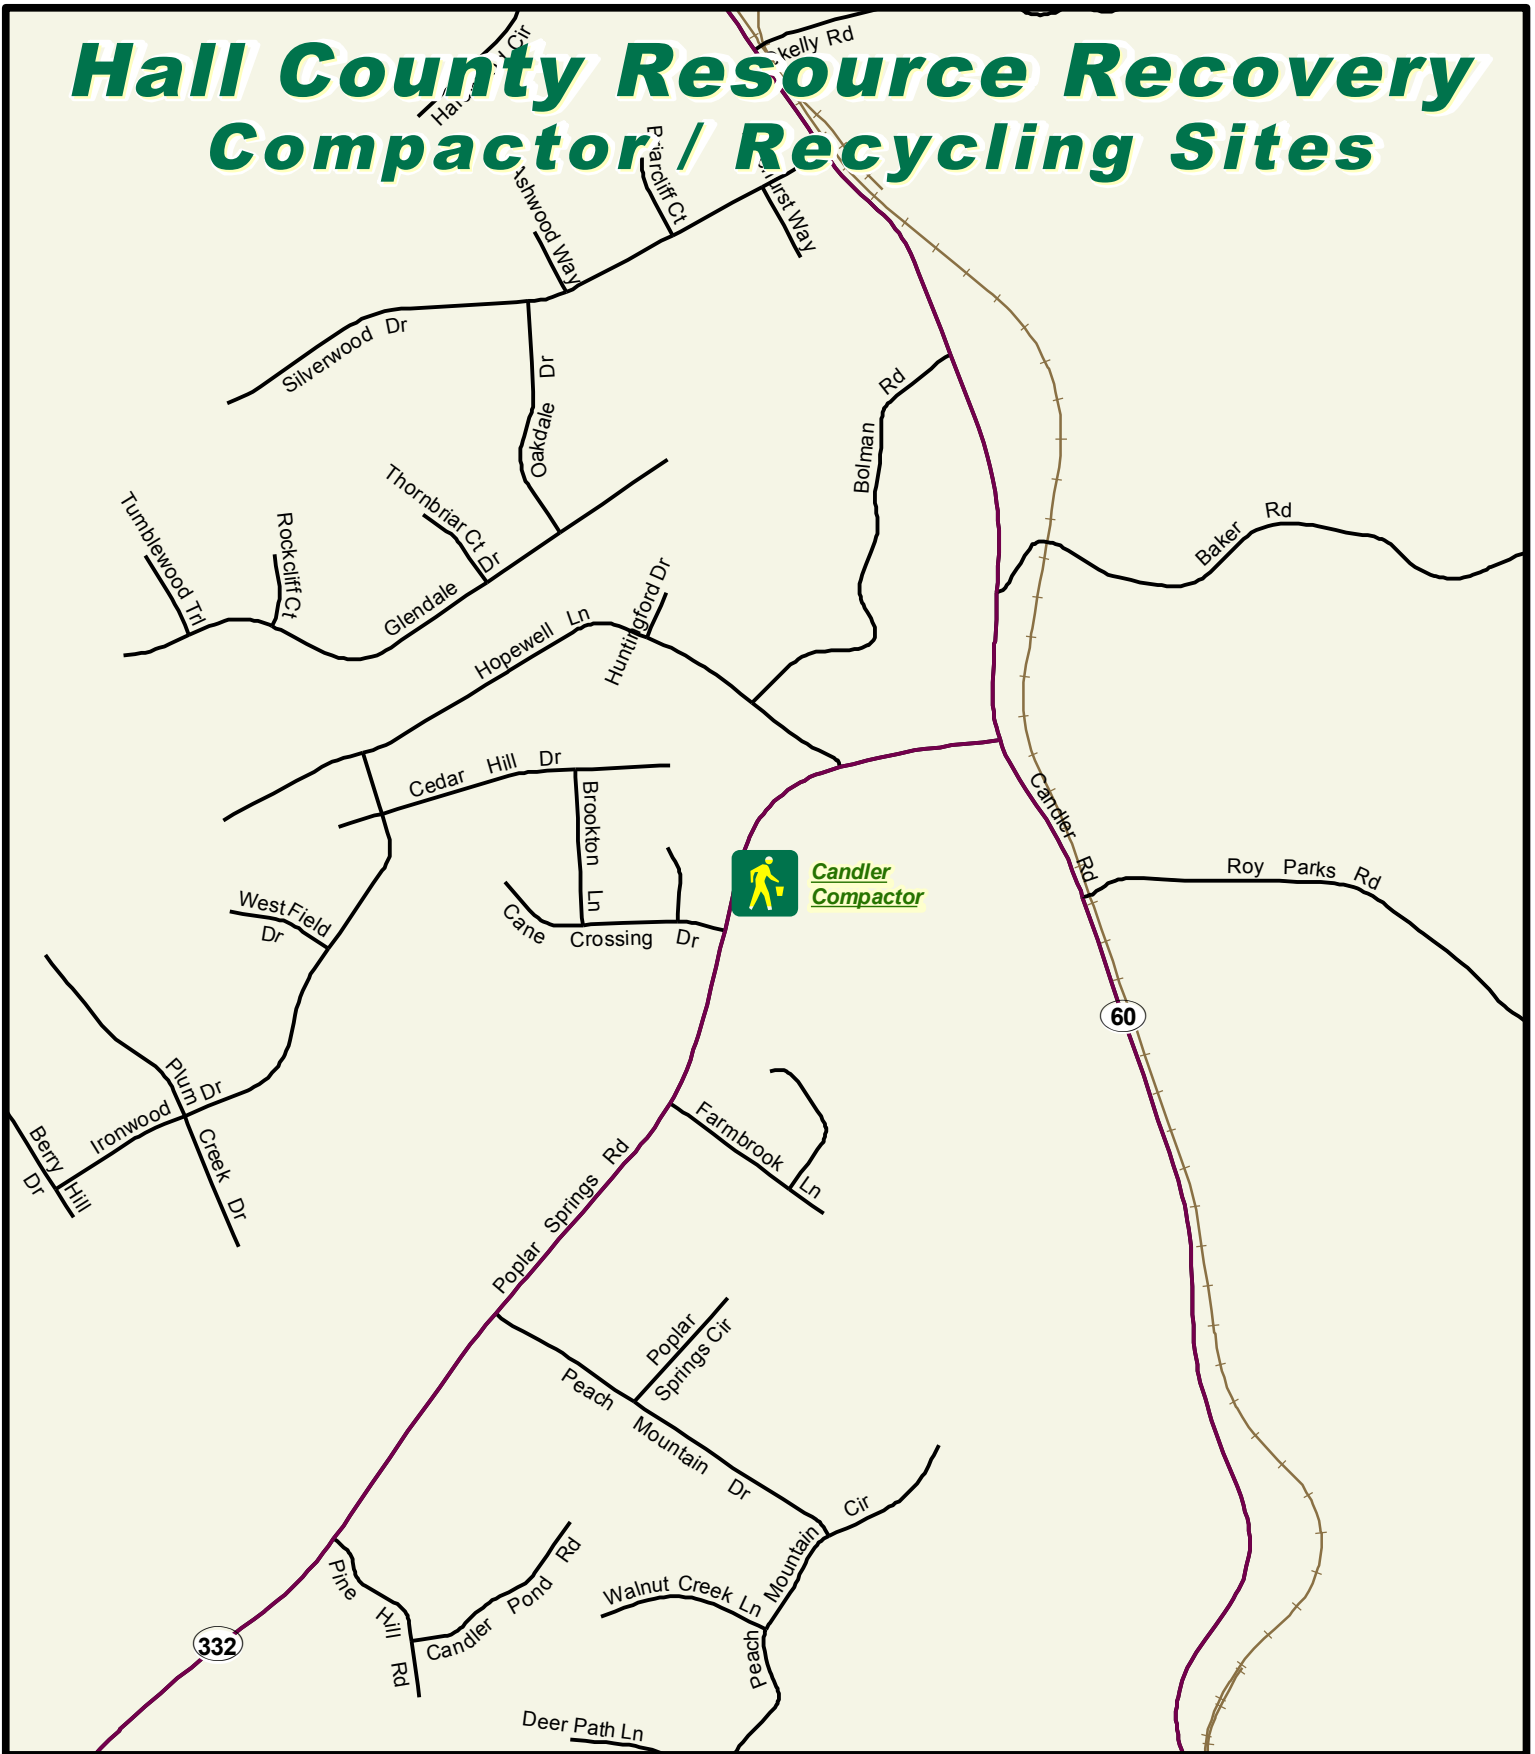 Hall County Resource Recovery
Compactor / Recycling Sites
Cir
Rd
Ashwood Way
Briarcliff Ct
Way
Silverwood Dr
Oakdale Dr
Bolman Rd
Thornbriar Ct
Tumblewood Trl
Rockcliff Ct
Glendale Dr
Baker Rd
Hopewell Ln
Huntingford Dr
Cedar Hill Dr
Brookton Ln
Candler Rd
Candler
Compactor
Roy Parks Rd
West Field
Dr
Cane Crossing Dr
60
Plum Creek Dr
Ironwood Dr
Berry Hill
Dr
Farmbrook Ln
Poplar Springs Rd
Poplar
Springs Cir
Peach Mountain Dr
Peach Mountain Cir
Pine Hill Rd
Candler Pond Rd
Walnut Creek Ln
332
Deer Path Ln